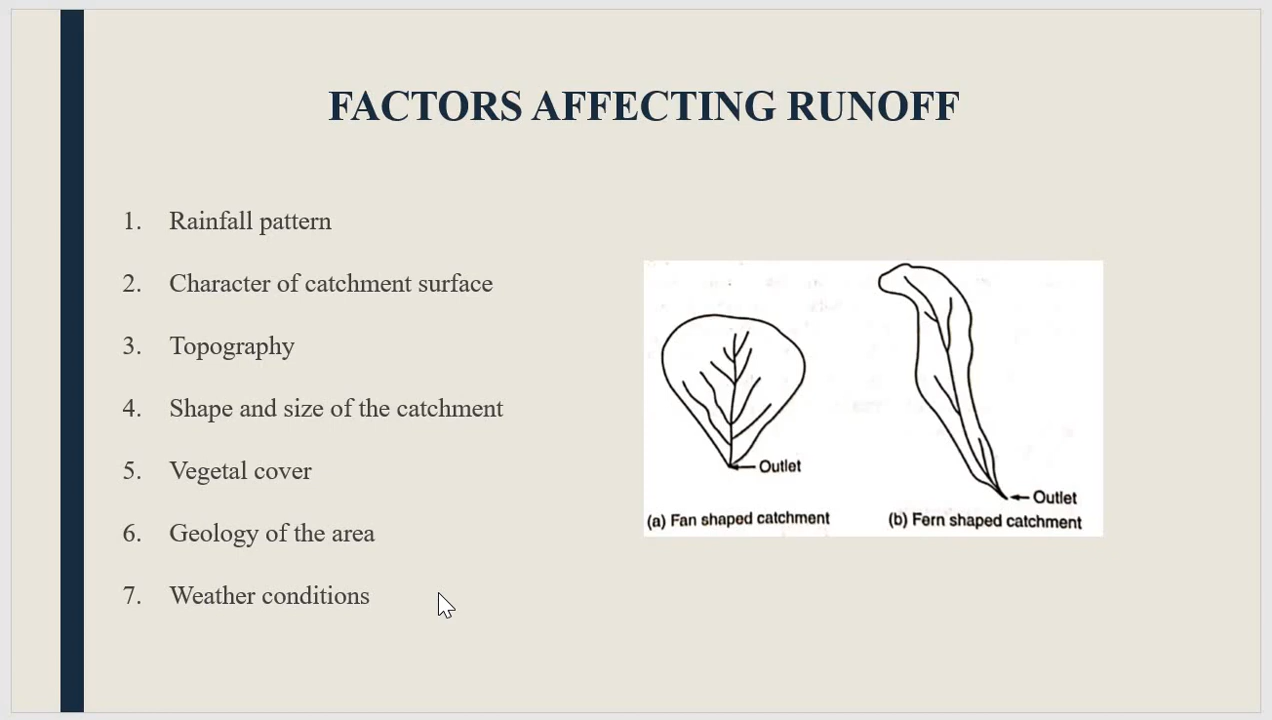 FACTORS AFFECTING RUNOFF
1. Rainfall pattern
2. Character of catchment surface
3. Topography
4. Shape and size of the catchment
5. Vegetal cover
6. Geology of the area
7. Weather conditions
Outlet
(a) Fan shaped catchment
Outlet
(b) Fern shaped catchment